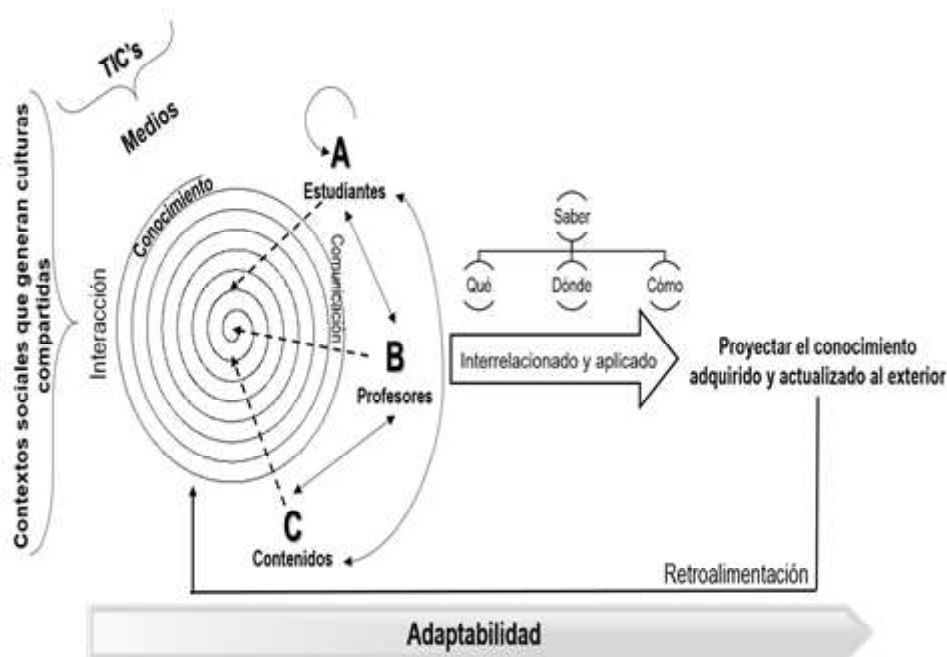 TIC's
Medios
Contextos sociales que generan culturas
compartidas
Interacción
Conocimiento
Comunicación
A
Estudiantes
B
Profesores
C
Contenidos
Saber
Qué
Dónde
Cómo
Interrelacionado y aplicado
Proyectar el conocimiento
adquirido y actualizado al exterior
Retroalimentación
Adaptabilidad